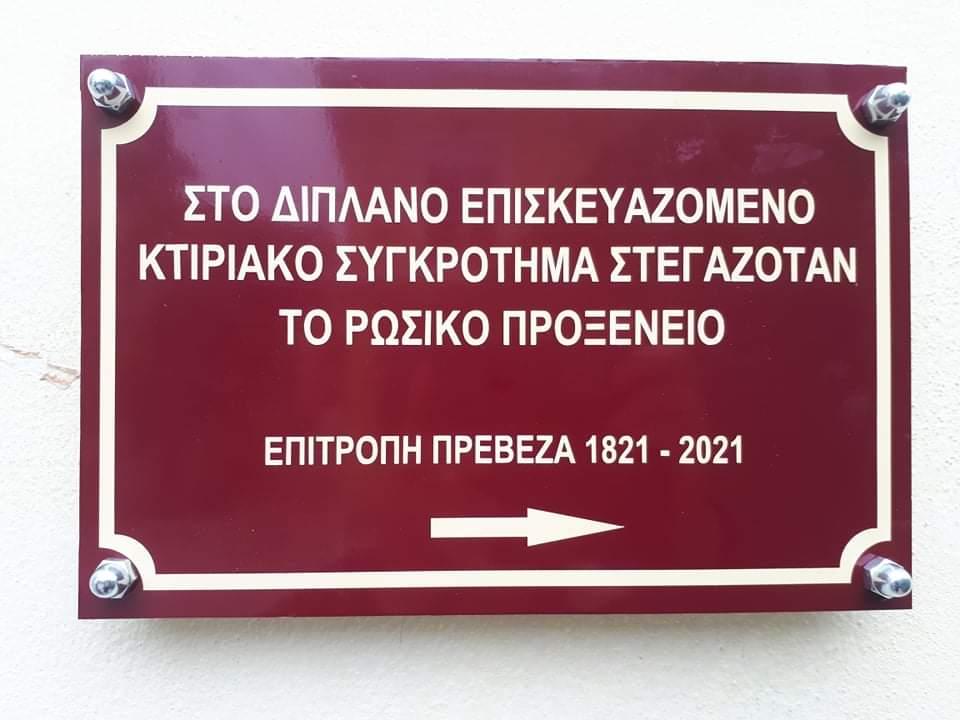 ΣΤΟ ΔΙΠΛΑΝΟ ΕΠΙΣΚΕΥΑΖΟΜΕΝΟ
ΚΤΙΡΙΑΚΟ ΣΥΓΚΡΟΤΗΜΑ ΣΤΕΓΑΖΟΤΑΝ
ΤΟ ΡΩΣΙΚΟ ΠΡΟΞΕΝΕΙΟ
ΕΠΙΤΡΟΠΗ ΠΡΕΒΕΖΑ 1821 - 2021